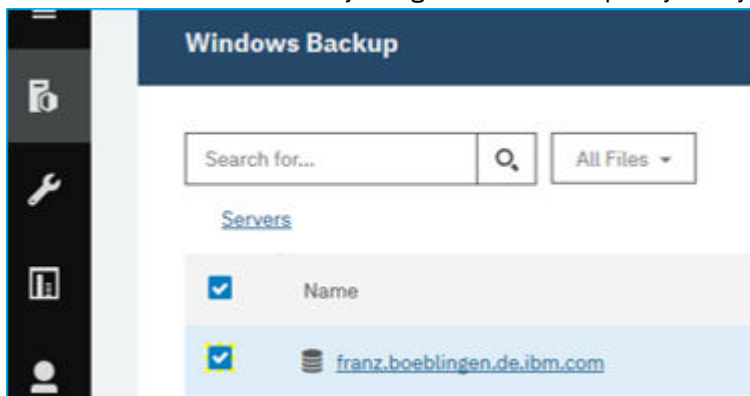 Windows Backup
Search for...
All Files
Servers
Name
franz.boeblingen.de.ibm.com